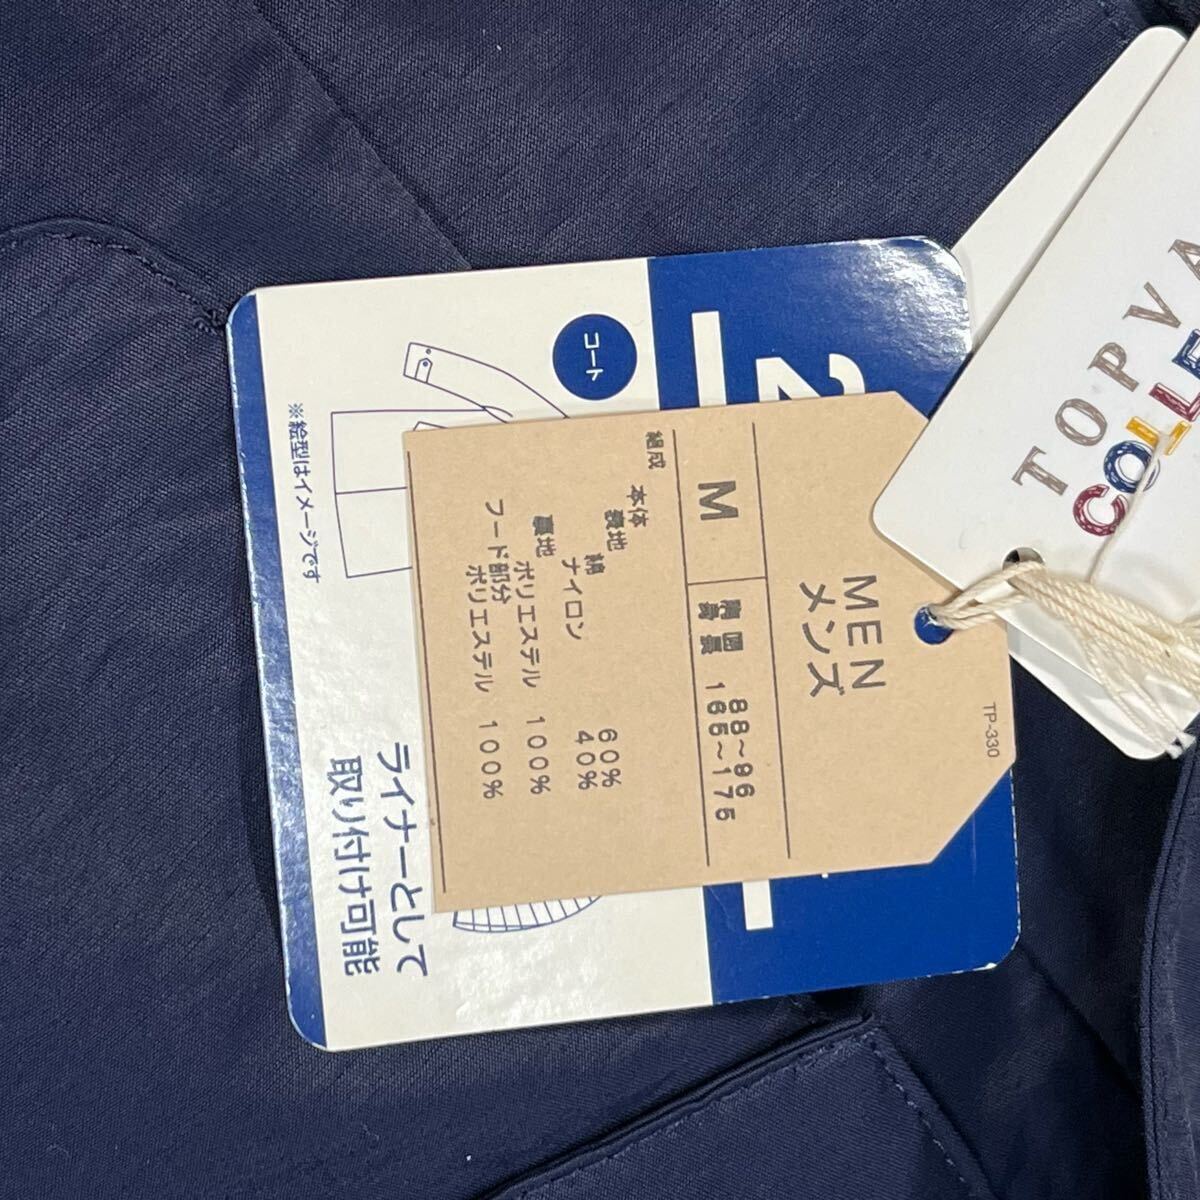 TOPVA
COLLE
TP-330
MEN
メンズ
M
胸囲 88～96
身長 165～175
組成
本体
表地
綿 60%
ナイロン 40%
裏地
ポリエステル 100%
フード部分
ポリエステル 100%
2
コート
※絵型はイメージです
ライナーとして
取り付け可能